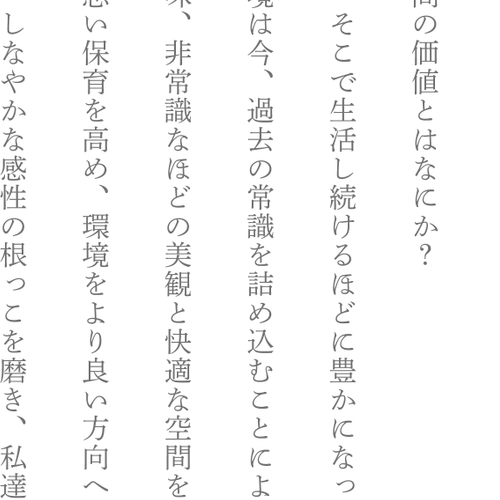 の価値とはなにか？
そこで生活し続けるほどに豊かになっ
は今、過去の常識を詰め込むことによ
、非常識なほどの美観と快適な空間を
い保育を高め、環境をより良い方向へ
しなやかな感性の根っこを磨き、私達